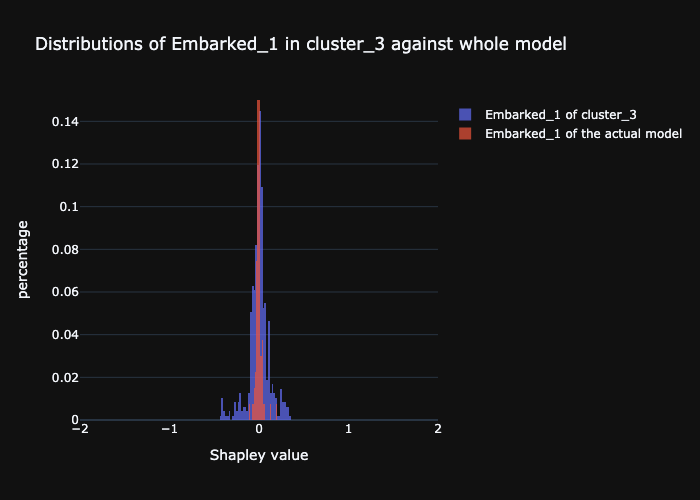 Distributions of Embarked_1 in cluster_3 against whole model
Embarked_1 of cluster_3
Embarked_1 of the actual model
percentage
0.14
0.12
0.1
0.08
0.06
0.04
0.02
0
−2
−1
0
1
2
Shapley value